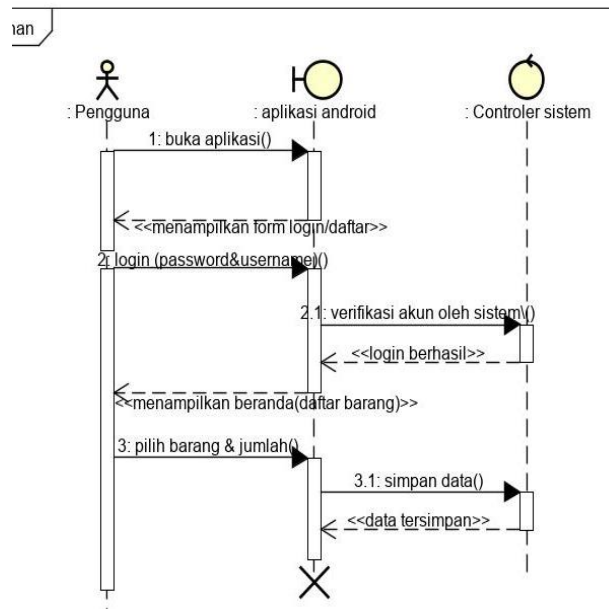 nan
: Pengguna
: aplikasi android
: Controler sistem
1: buka aplikasi()
<<menampilkan form login/daftar>>
2: login (password&username)()
2.1: verifikasi akun oleh sistem\()
<<login berhasil>>
<<menampilkan beranda(daftar barang)>>
3: pilih barang & jumlah()
3.1: simpan data()
<<data tersimpan>>